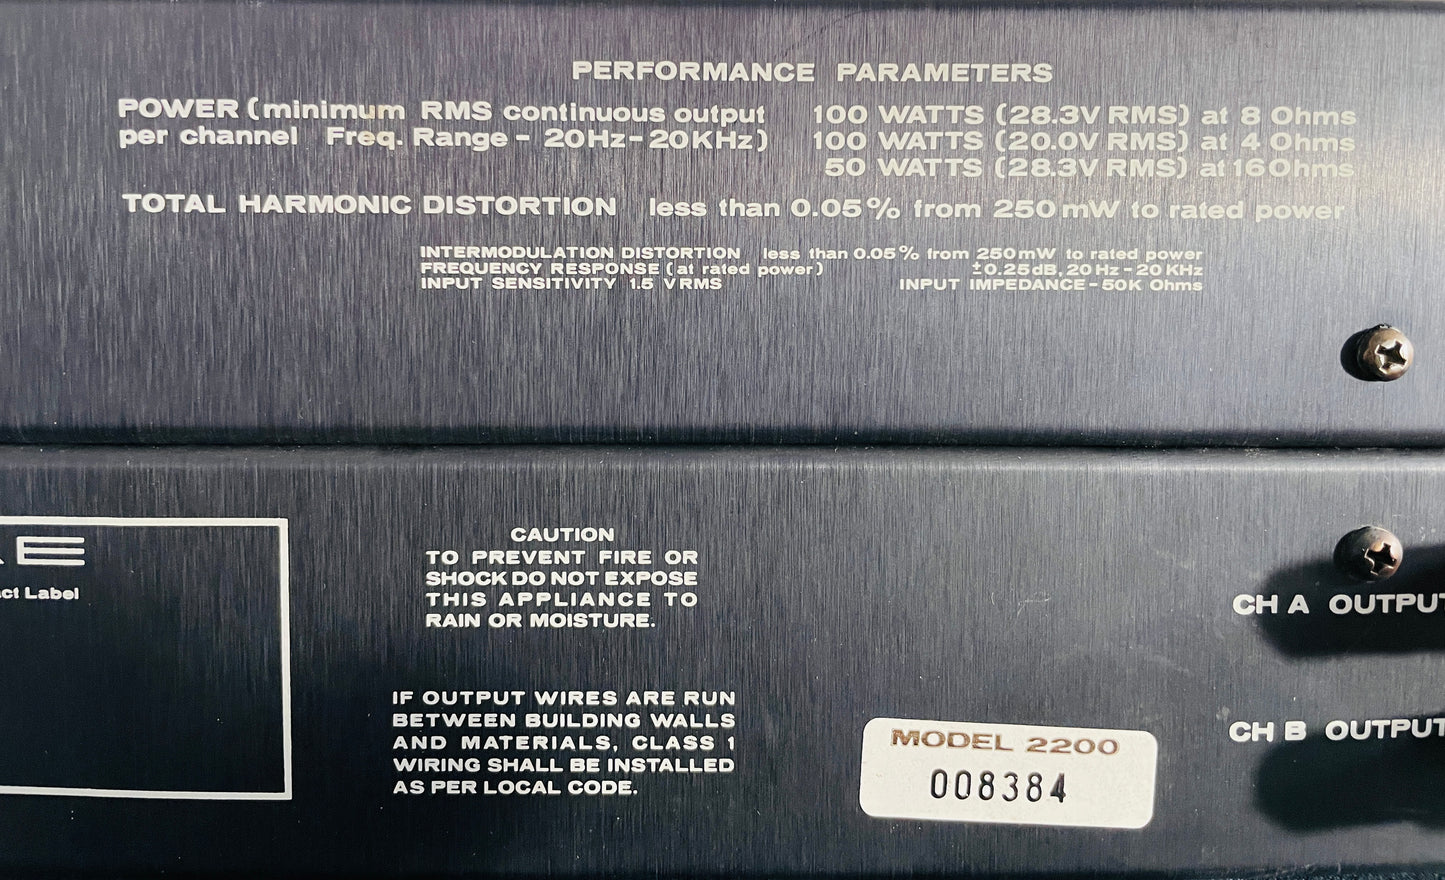 PERFORMANCE PARAMETERS
POWER (minimum RMS continuous output 100 WATTS (28.3V RMS) at 8 Ohms
per channel Freq. Range - 20Hz-20KHz) 100 WATTS (20.0V RMS) at 4 Ohms
50 WATTS (28.3V RMS) at 16Ohms
TOTAL HARMONIC DISTORTION less than 0.05% from 250mW to rated power
INTERMODULATION DISTORTION less than 0.05% from 250mW to rated power
FREQUENCY RESPONSE (at rated power) ±0.25dB, 20Hz-20KHz
INPUT SENSITIVITY 1.5 VRMS INPUT IMPEDANCE-50K Ohms
E
ct Label
CAUTION
TO PREVENT FIRE OR
SHOCK DO NOT EXPOSE
THIS APPLIANCE TO
RAIN OR MOISTURE.
IF OUTPUT WIRES ARE RUN
BETWEEN BUILDING WALLS
AND MATERIALS, CLASS 1
WIRING SHALL BE INSTALLED
AS PER LOCAL CODE.
CH A OUTPUT
CH B OUTPUT
MODEL 2200
008384